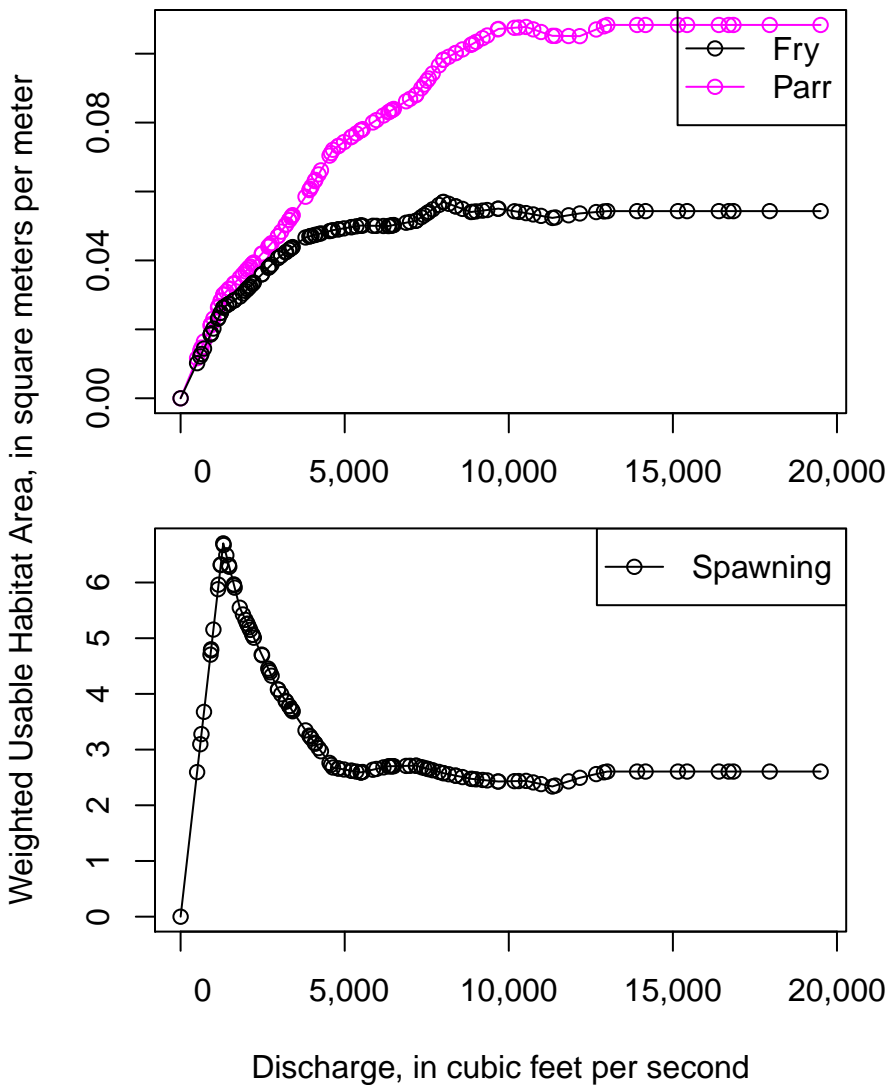 Weighted Usable Habitat Area, in square meters per meter
0.08
0.04
0.00
Fry
Parr
0 5,000 10,000 15,000 20,000
6
5
4
3
2
1
0
Spawning
0 5,000 10,000 15,000 20,000
Discharge, in cubic feet per second